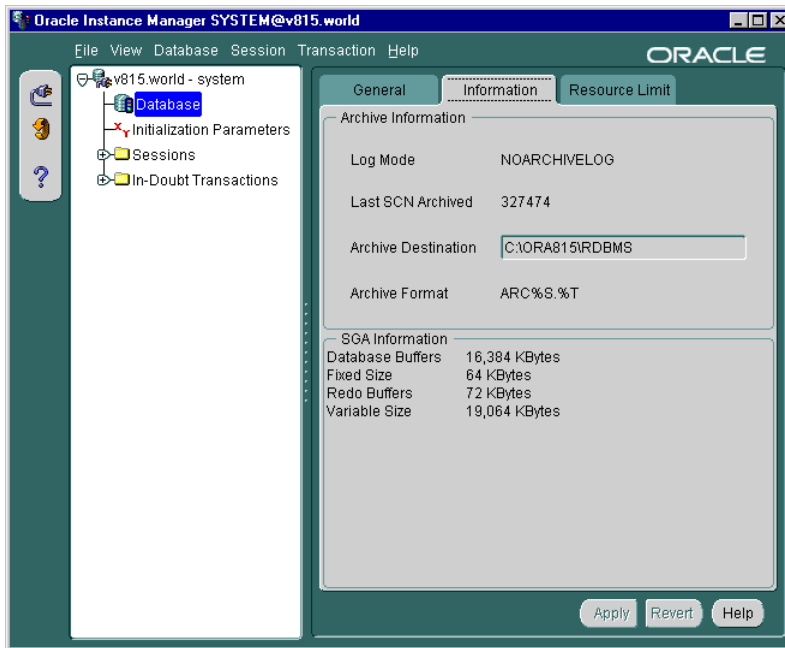 Oracle Instance Manager SYSTEM@v815.world
File View Database Session Transaction Help
ORACLE
v815.world - system
Database
Initialization Parameters
Sessions
In-Doubt Transactions
General Information Resource Limit
Archive Information
Log Mode NOARCHIVELOG
Last SCN Archived 327474
Archive Destination C:\ORA815\RDBMS
Archive Format ARC%S.%T
SGA Information
Database Buffers 16,384 KBytes
Fixed Size 64 KBytes
Redo Buffers 72 KBytes
Variable Size 19,064 KBytes
Apply Revert Help